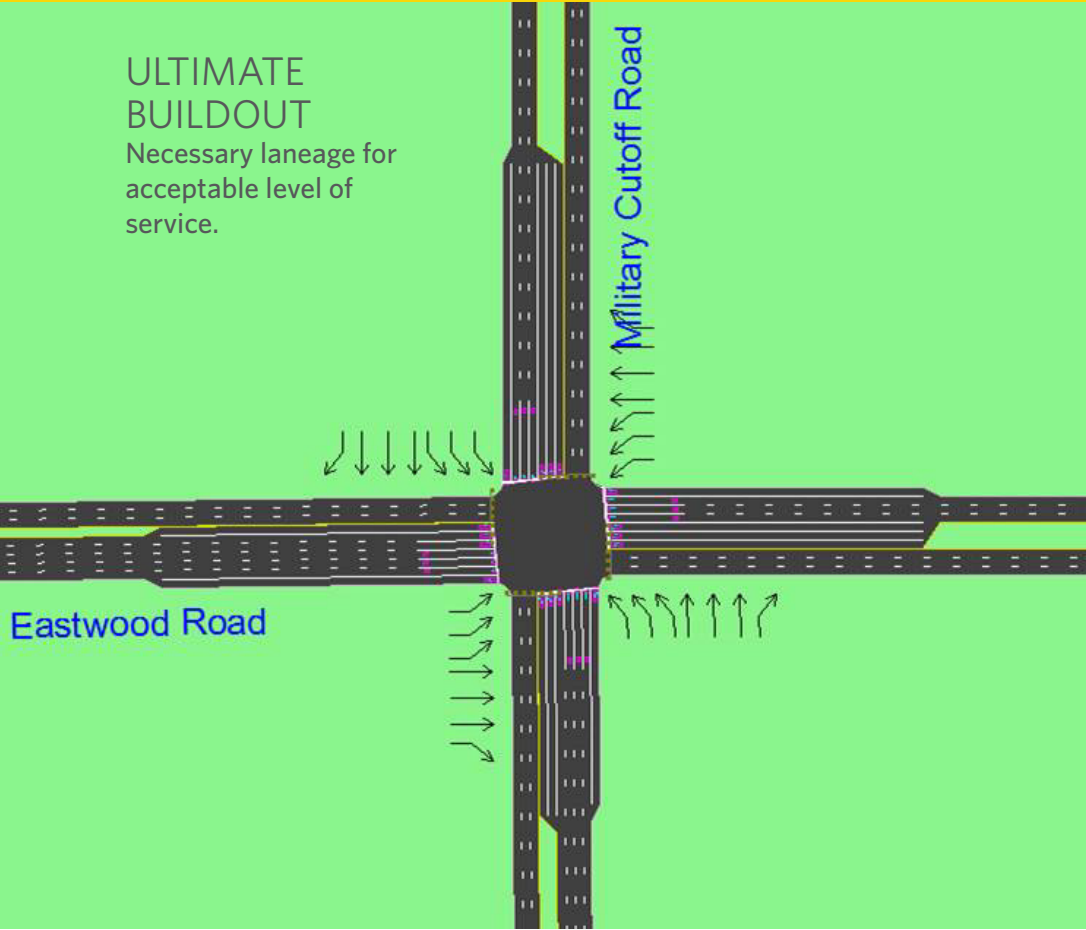 ULTIMATE
BUILDOUT
Necessary laneage for
acceptable level of
service.
Military Cutoff Road
Eastwood Road